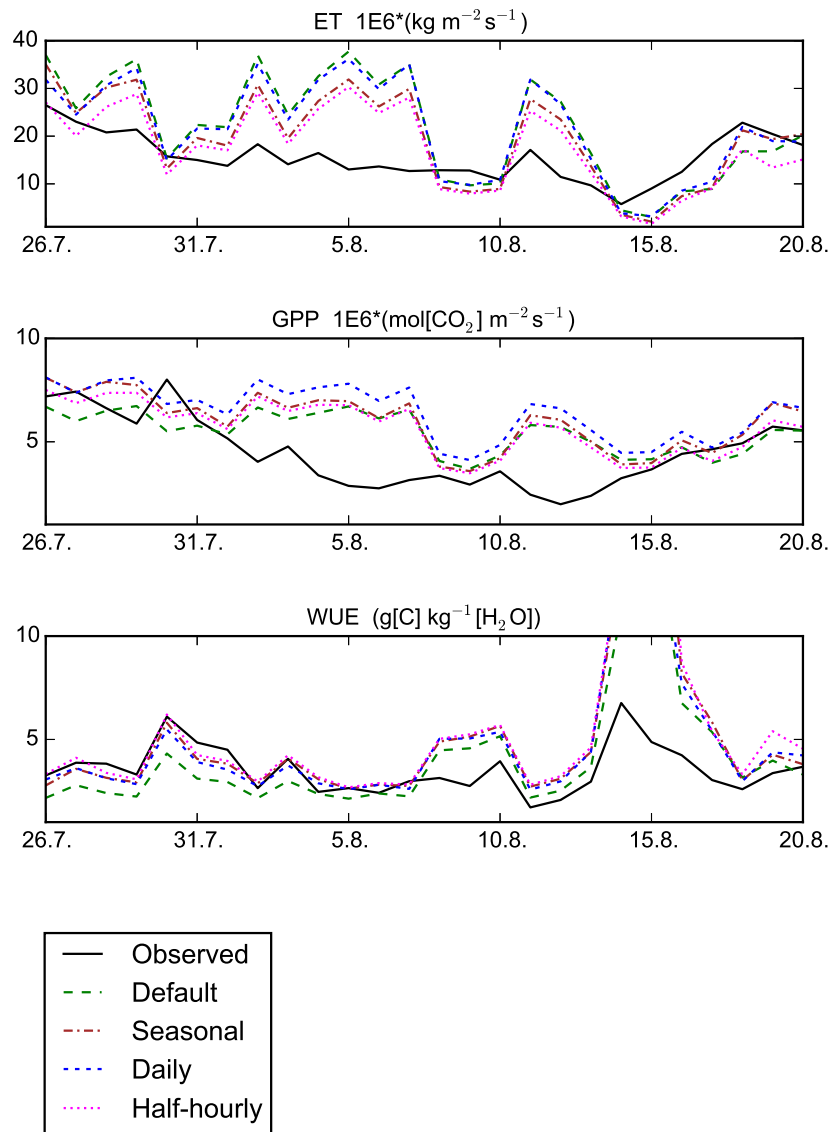 ET 1E6*(kg m⁻² s⁻¹)
40
30
20
10
26.7. 31.7. 5.8. 10.8. 15.8. 20.8.
GPP 1E6*(mol[CO₂] m⁻² s⁻¹)
10
5
26.7. 31.7. 5.8. 10.8. 15.8. 20.8.
WUE (g[C] kg⁻¹ [H₂O])
10
5
26.7. 31.7. 5.8. 10.8. 15.8. 20.8.
Observed
Default
Seasonal
Daily
Half-hourly